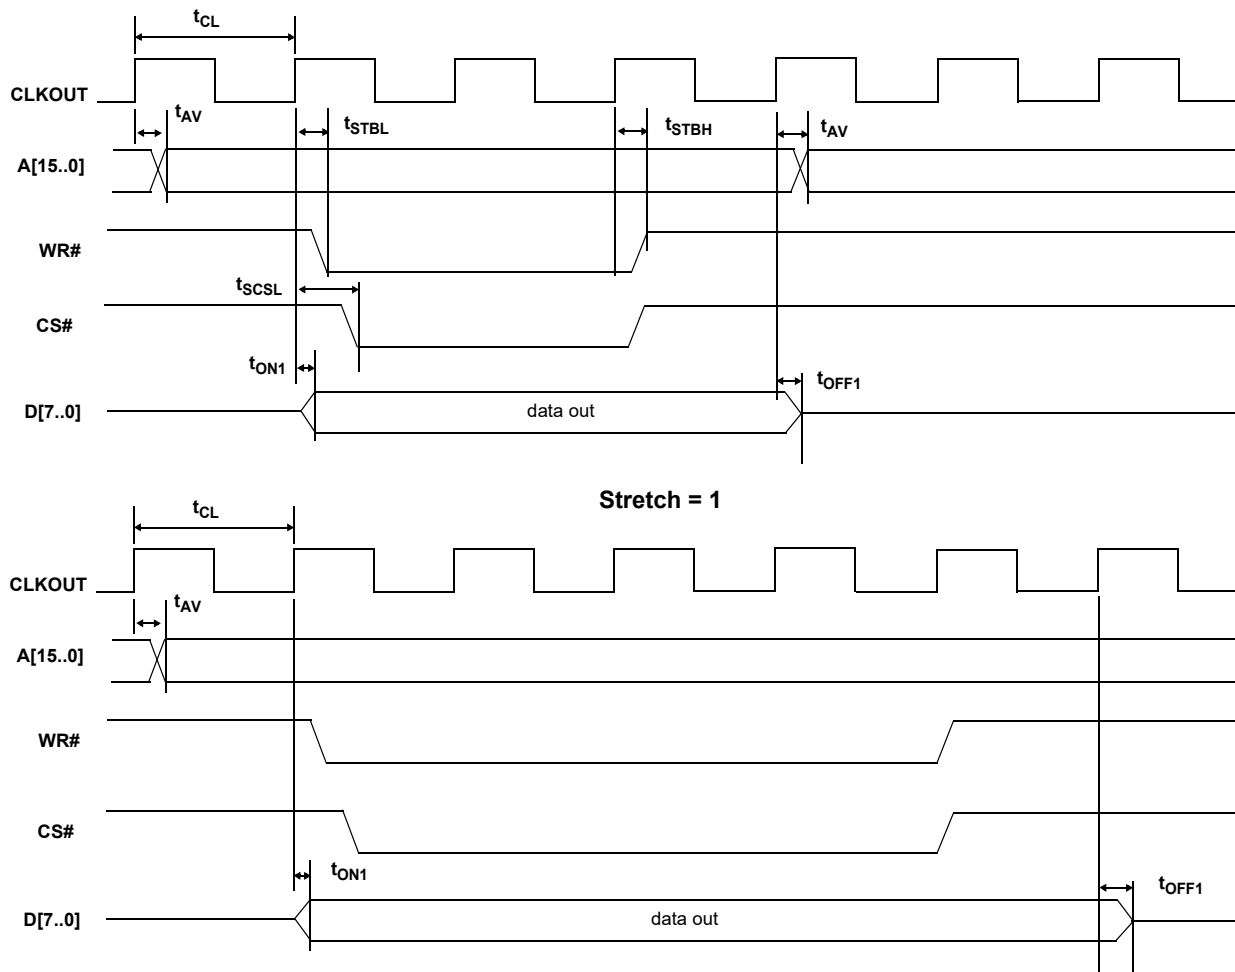 tCL
CLKOUT
tAV
tSTBL
tSTBH
tAV
A[15..0]
WR#
tSCSL
CS#
tON1
tOFF1
D[7..0]
data out
Stretch = 1
tCL
CLKOUT
tAV
A[15..0]
WR#
CS#
tON1
tOFF1
D[7..0]
data out